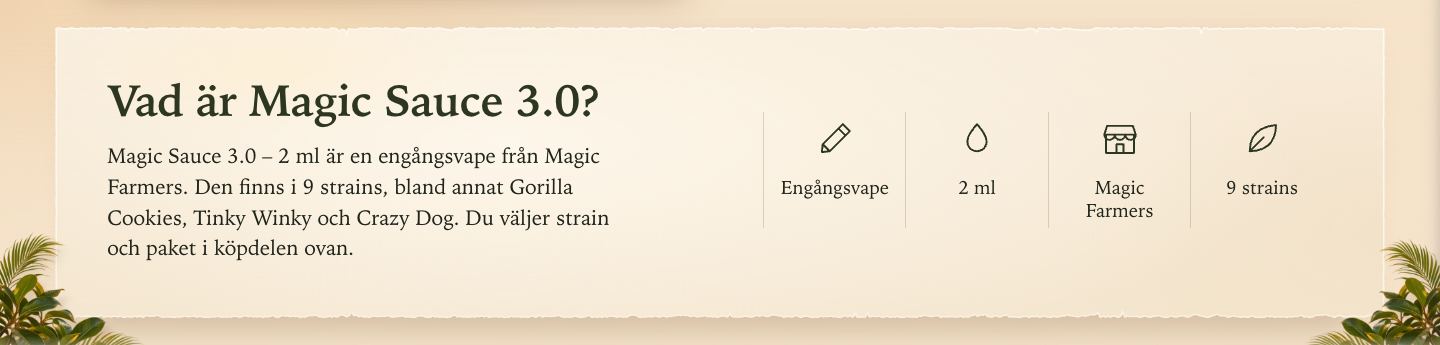 Vad är Magic Sauce 3.0?
Magic Sauce 3.0 – 2 ml är en engångsvape från Magic
Farmers. Den finns i 9 strains, bland annat Gorilla
Cookies, Tinky Winky och Crazy Dog. Du väljer strain
och paket i köpdelen ovan.
Engångsvape
2 ml
Magic
Farmers
9 strains